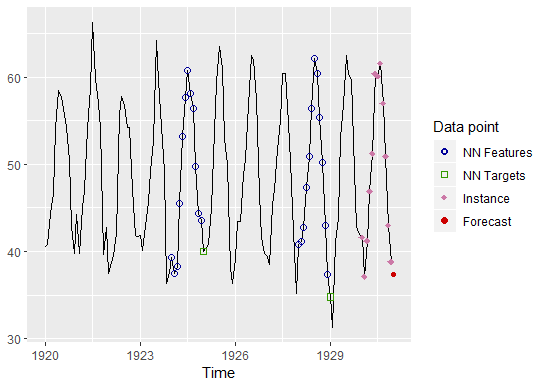 60
50
40
30
1920
1923
1926
1929
Time
Data point
NN Features
NN Targets
Instance
Forecast